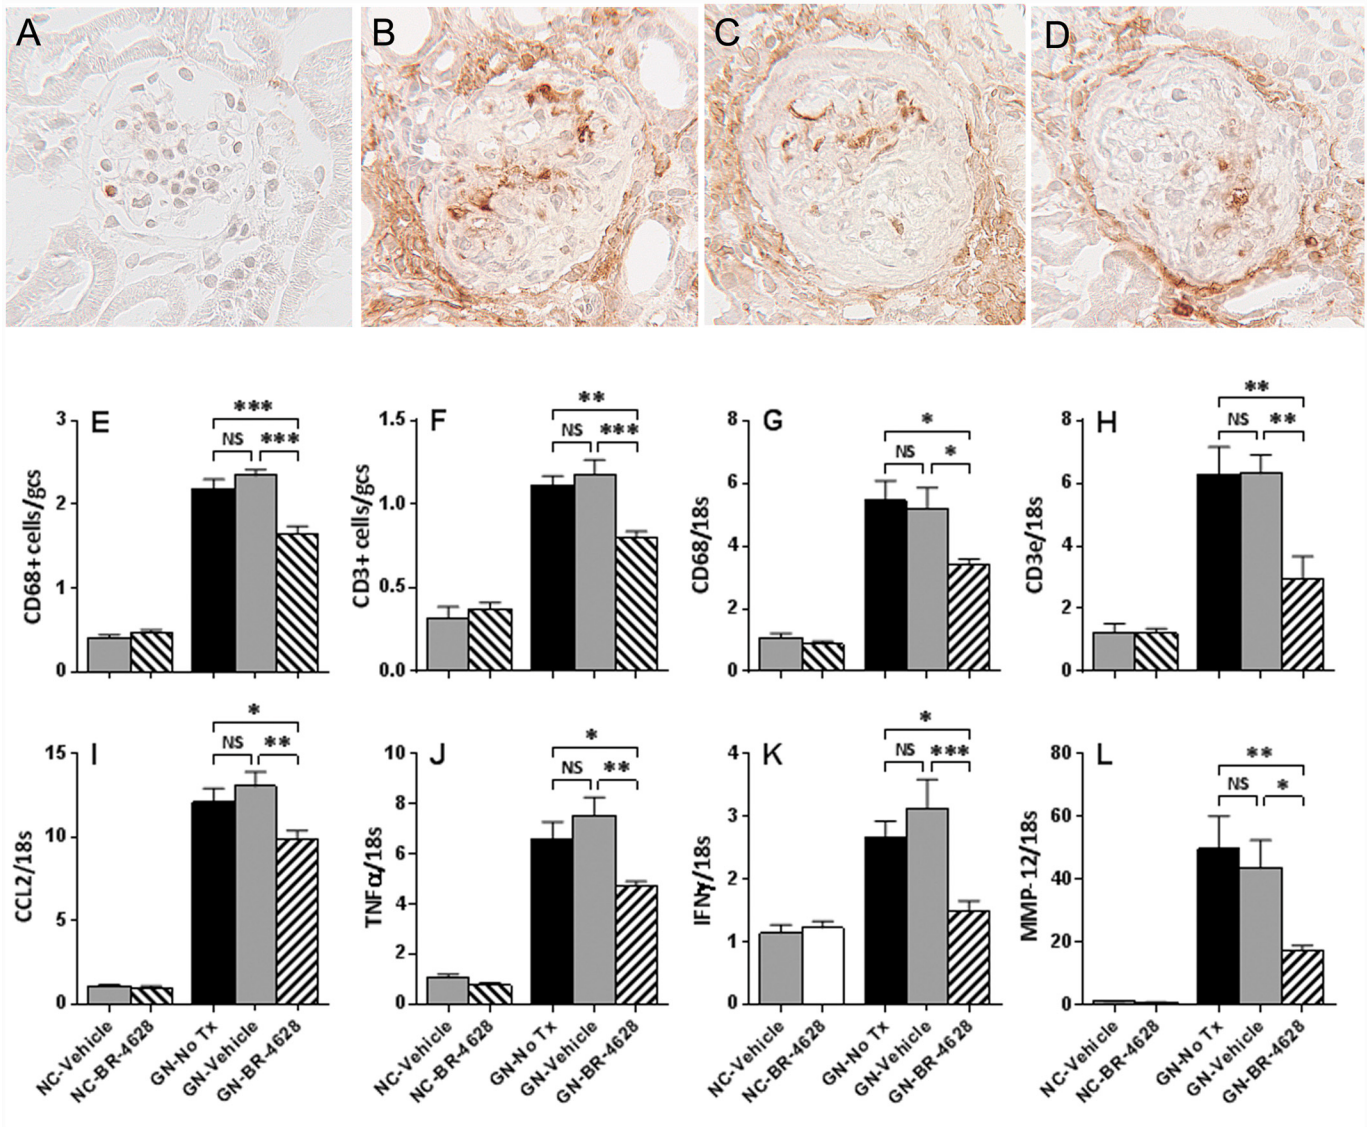 A
B
C
D
E
CD68+ cells/gcs
3
2
1
0
***
NS
***
F
CD3+ cells/gcs
1.5
1.0
0.5
0.0
**
NS
***
G
CD68/18s
8
6
4
2
0
*
NS
*
H
CD3e/18s
8
6
4
2
0
**
NS
**
I
CCL2/18s
15
10
5
0
*
NS
**
NC-Vehicle
NC-BR-4628
GN-No Tx
GN-Vehicle
GN-BR-4628
J
TNFα/18s
10
8
6
4
2
0
*
NS
**
NC-Vehicle
NC-BR-4628
GN-No Tx
GN-Vehicle
GN-BR-4628
K
IFNγ/18s
4
3
2
1
0
*
NS
***
NC-Vehicle
NC-BR-4628
GN-No Tx
GN-Vehicle
GN-BR-4628
L
MMP-12/18s
80
60
40
20
0
**
NS
*
NC-Vehicle
NC-BR-4628
GN-No Tx
GN-Vehicle
GN-BR-4628